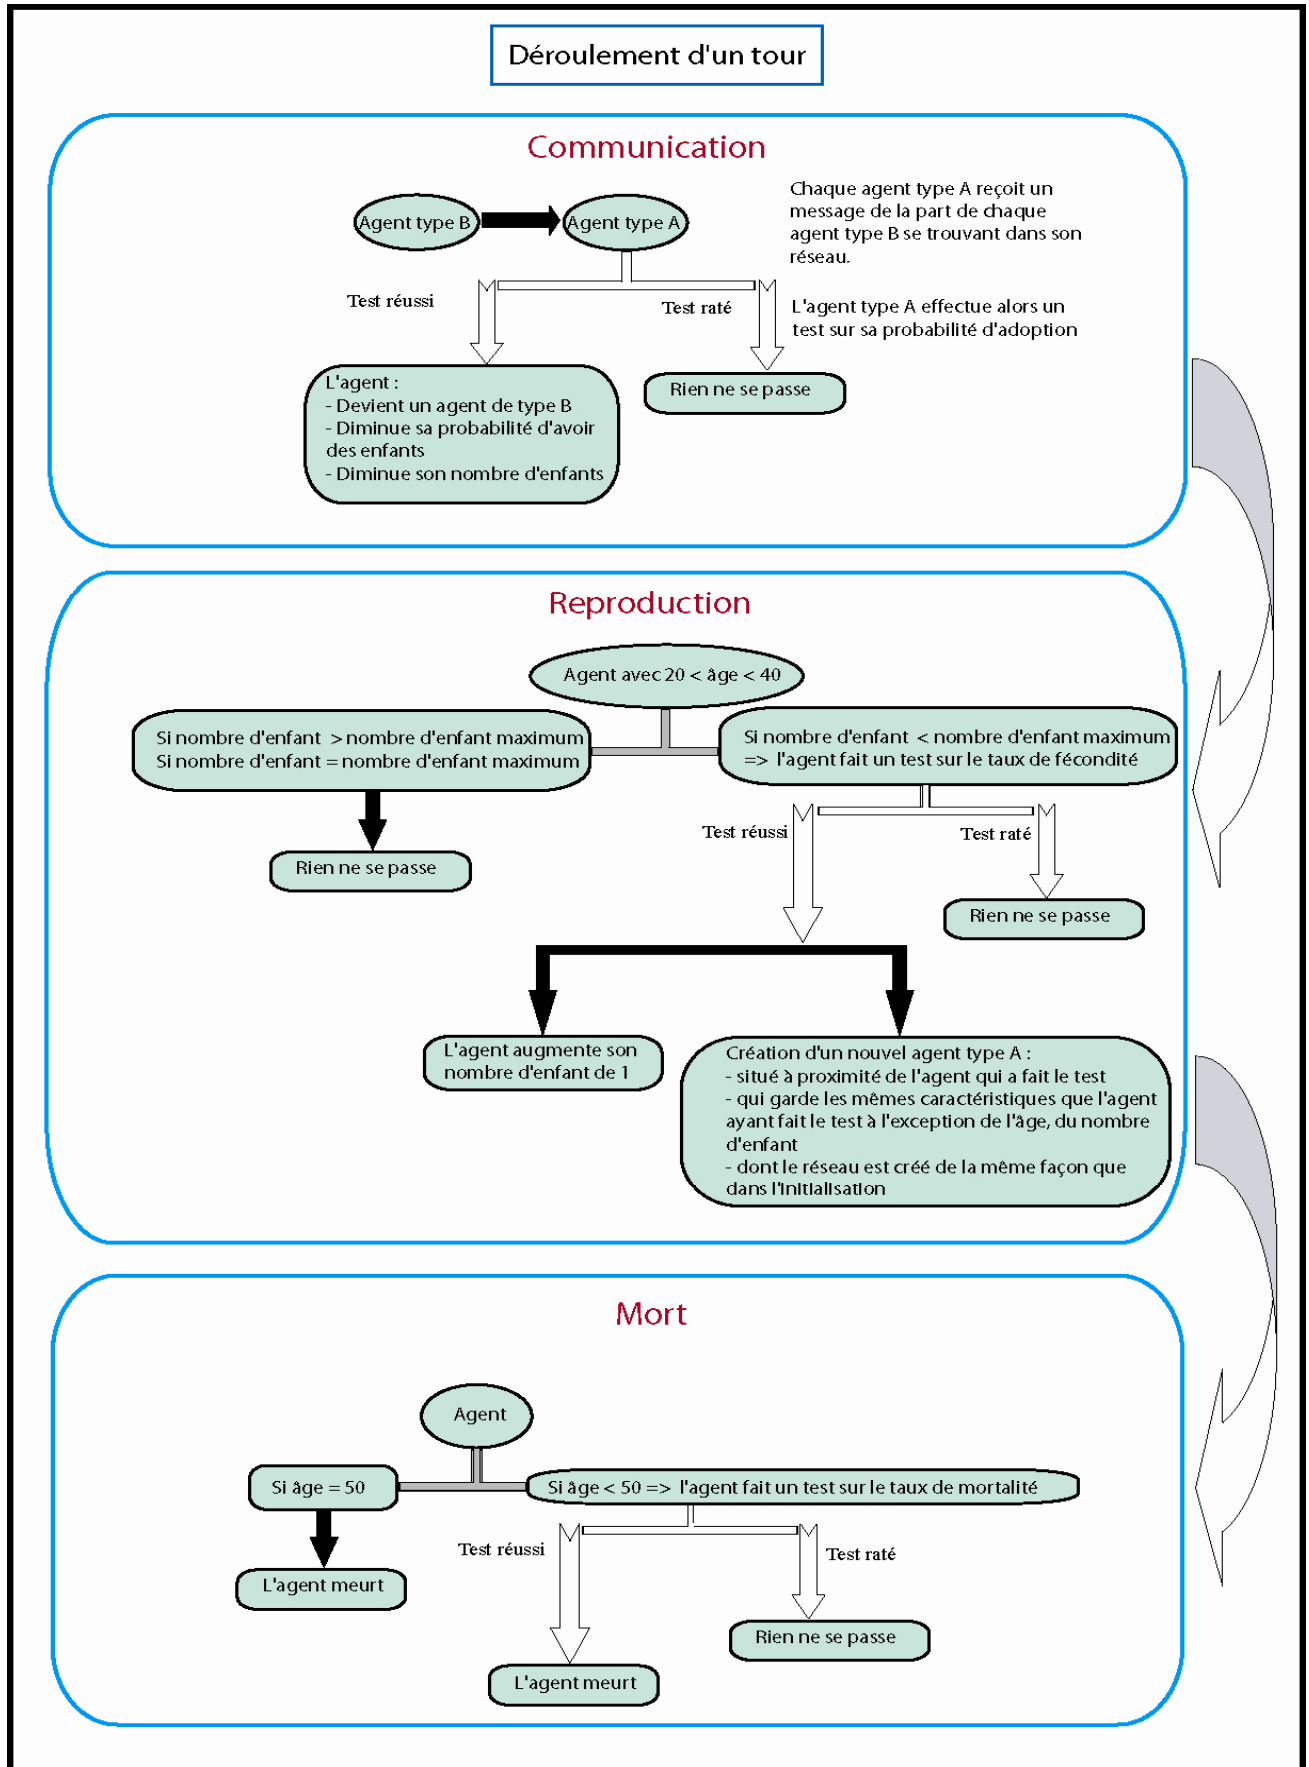 Déroulement d'un tour
Communication
Agent type B
Agent type A
Chaque agent type A reçoit un
message de la part de chaque
agent type B se trouvant dans son
réseau.
L'agent type A effectue alors un
test sur sa probabilité d'adoption
Test réussi
Test raté
L'agent :
- Devient un agent de type B
- Diminue sa probabilité d'avoir
des enfants
- Diminue son nombre d'enfants
Rien ne se passe
Reproduction
Agent avec 20 < âge < 40
Si nombre d'enfant > nombre d'enfant maximum
Si nombre d'enfant = nombre d'enfant maximum
Si nombre d'enfant < nombre d'enfant maximum
=> l'agent fait un test sur le taux de fécondité
Rien ne se passe
Test réussi
Test raté
Rien ne se passe
L'agent augmente son
nombre d'enfant de 1
Création d'un nouvel agent type A :
- situé à proximité de l'agent qui a fait le test
- qui garde les mêmes caractéristiques que l'agent
ayant fait le test à l'exception de l'âge, du nombre
d'enfant
- dont le réseau est créé de la même façon que
dans l'initialisation
Mort
Agent
Si âge = 50
Si âge < 50 => l'agent fait un test sur le taux de mortalité
L'agent meurt
Test réussi
Test raté
Rien ne se passe
L'agent meurt